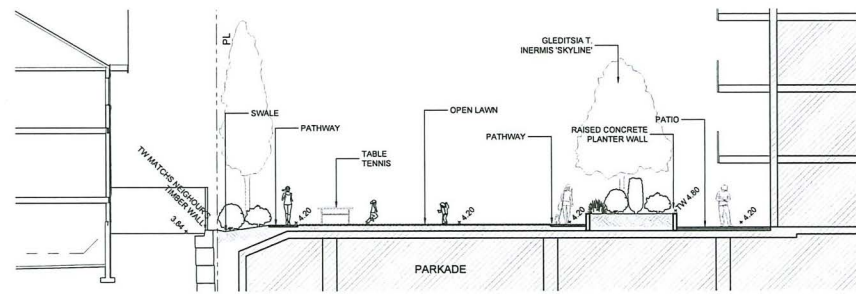 PL
GLEDITSIA T.
INERMIS 'SKYLINE'
SWALE
PATHWAY
OPEN LAWN
TABLE
TENNIS
PATHWAY
RAISED CONCRETE
PLANTER WALL
PATIO
TW MATCHS NEIGHOUR'S
TIMBER WALL
3.84
4.20
4.20
4.20
TW 4.80
4.20
PARKADE